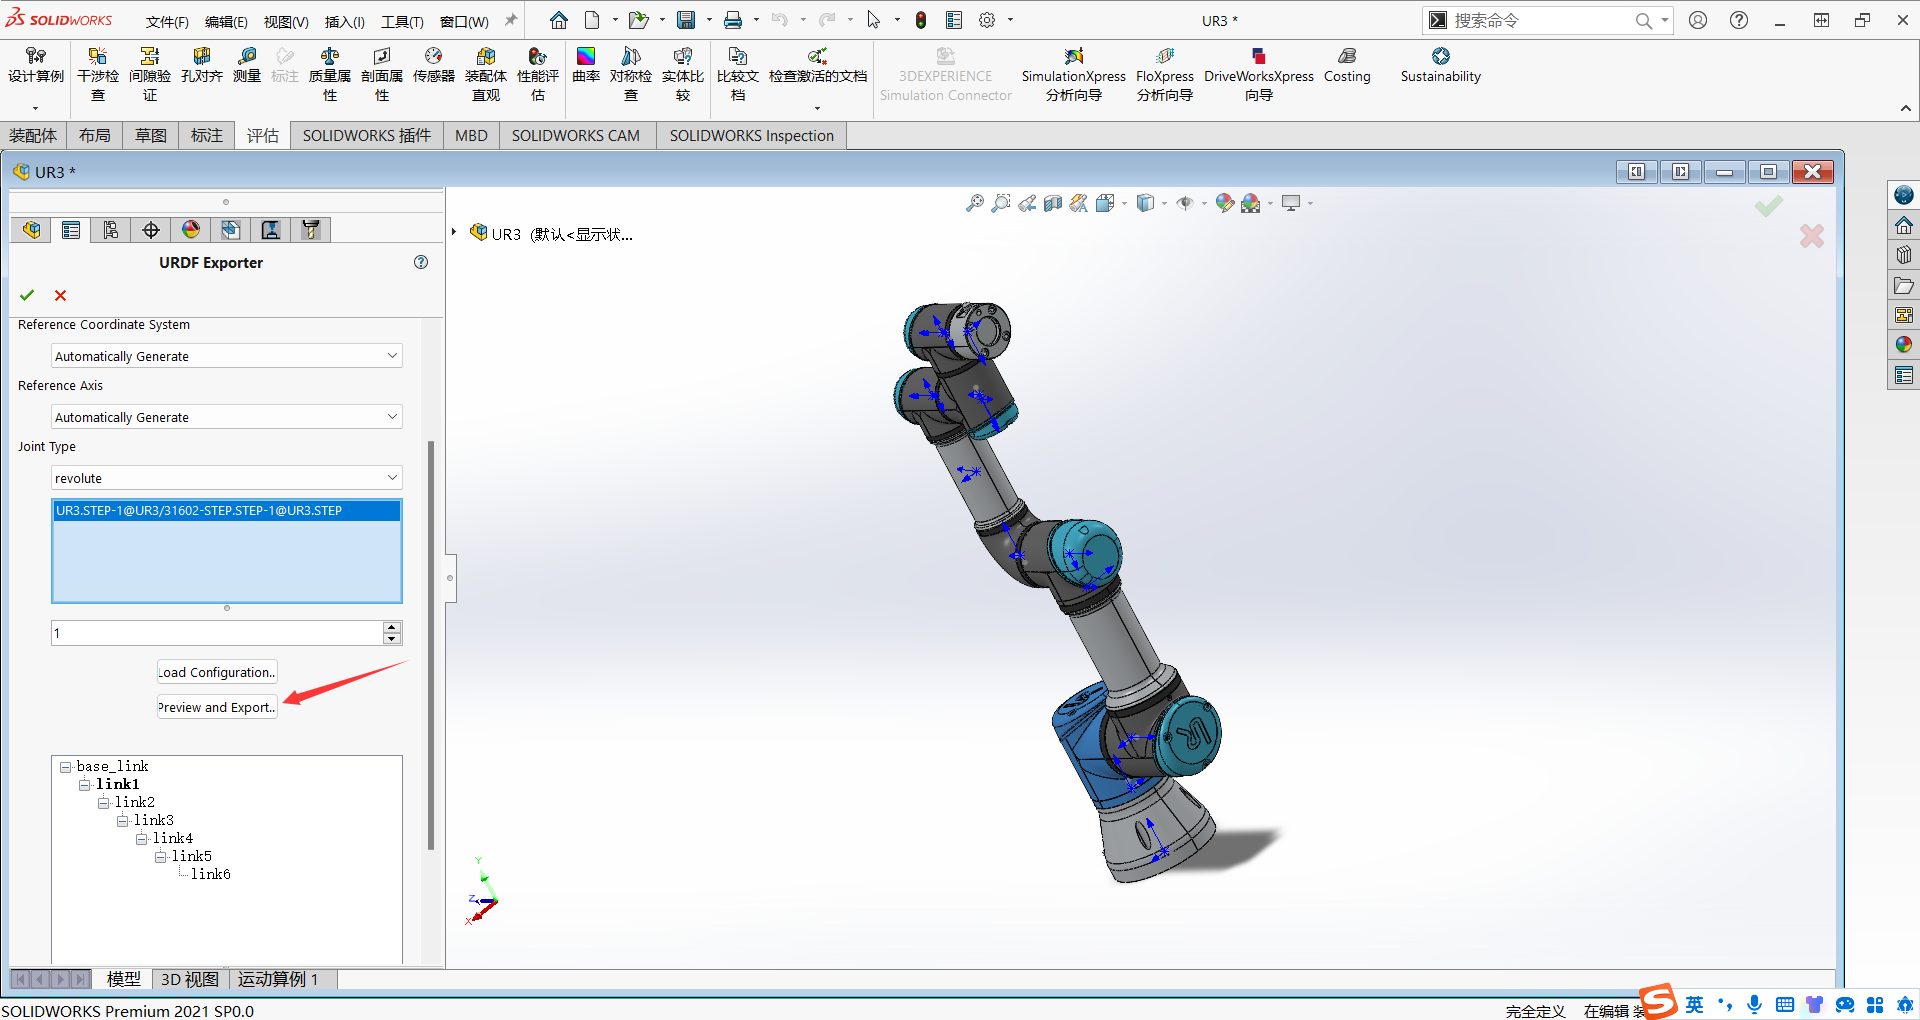 SOLIDWORKS 文件(F) 编辑(E) 视图(V) 插入(I) 工具(T) 窗口(W) UR3 * 搜索命令
设计算例 干涉检查 间隙验证 孔对齐 测量 标注 质量属性 剖面属性 传感器 装配体直观 性能评估 曲率 对称检查 实体比较 比较文档 检查激活的文档
3DEXPERIENCE Simulation Connector
SimulationXpress 分析向导
FloXpress 分析向导
DriveWorksXpress 向导
Costing
Sustainability
装配体 布局 草图 标注 评估 SOLIDWORKS 插件 MBD SOLIDWORKS CAM SOLIDWORKS Inspection
UR3 *
UR3 (默认<显示状...
URDF Exporter
Reference Coordinate System
Automatically Generate
Reference Axis
Automatically Generate
Joint Type
revolute
UR3.STEP-1@UR3/31602-STEP.STEP-1@UR3.STEP
1
Load Configuration..
Preview and Export..
base_link
link1
link2
link3
link4
link5
link6
Y
Z
X
模型 3D 视图 运动算例 1
SOLIDWORKS Premium 2021 SP0.0
完全定义 在编辑 装
英